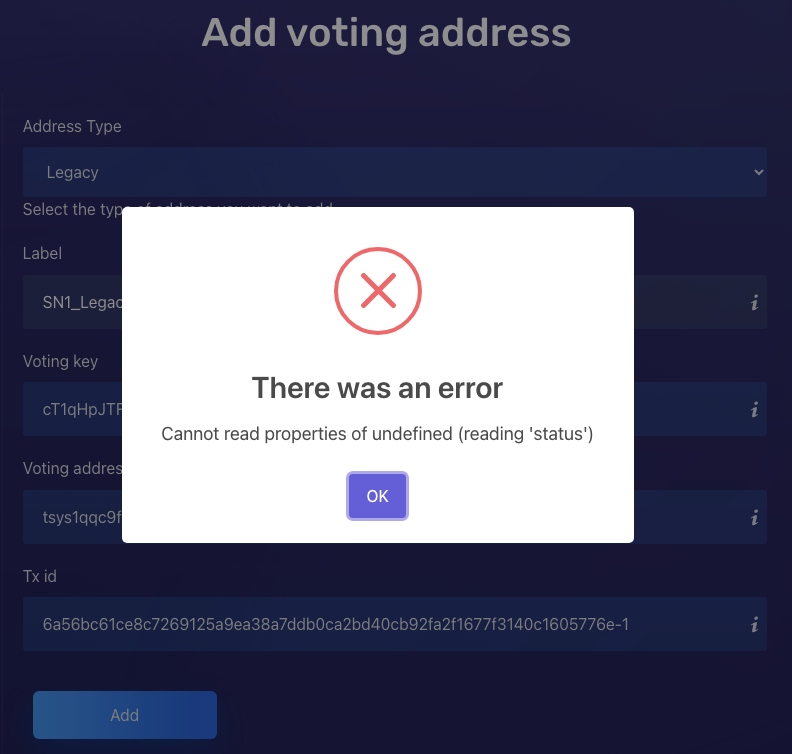 Add voting address
Address Type
Legacy
Select the type of address you want to add
Label
SN1_Legac
There was an error
Voting key
cT1qHpJTF
Cannot read properties of undefined (reading 'status')
Voting addres
OK
tsys1qqc9f
Tx id
6a56bc61ce8c7269125a9ea38a7ddb0ca2bd40cb92fa2f1677f3140c1605776e-1
Add